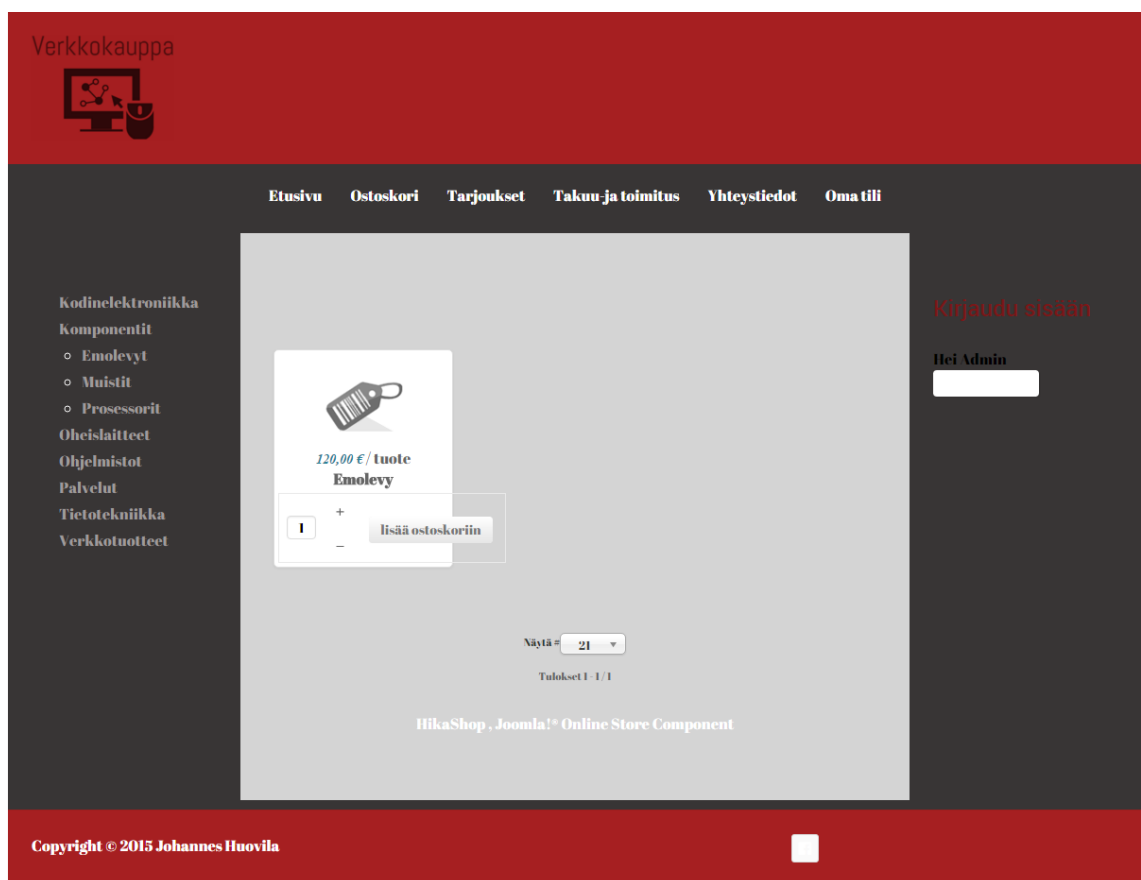 Verkkokauppa
Etusivu Ostoskori Tarjoukset Takuu-ja toimitus Yhteystiedot Oma tili
Kodinelektroniikka
Komponentit
Emolevyt
Muistit
Prosessorit
Oheislaitteet
Ohjelmistot
Palvelut
Tietotekniikka
Verkkotuotteet
120,00 € / tuote
Emolevy
1 + − lisää ostoskoriin
Näytä # 21
Tulokset 1 - 1 / 1
HikaShop , Joomla!® Online Store Component
Kirjaudu sisään
Hei Admin
Copyright © 2015 Johannes Huovila